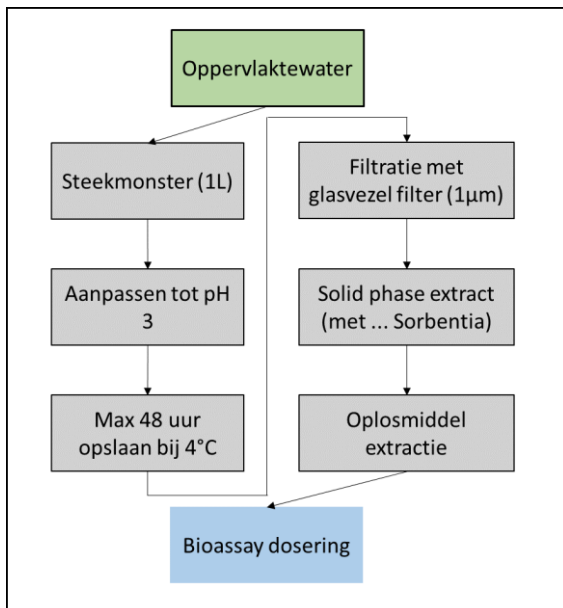 Oppervlaktewater
Steekmonster (1L)
Aanpassen tot pH
3
Max 48 uur
opslaan bij 4°C
Filtratie met
glasvezel filter (1µm)
Solid phase extract
(met ... Sorbentia)
Oplosmiddel
extractie
Bioassay dosering